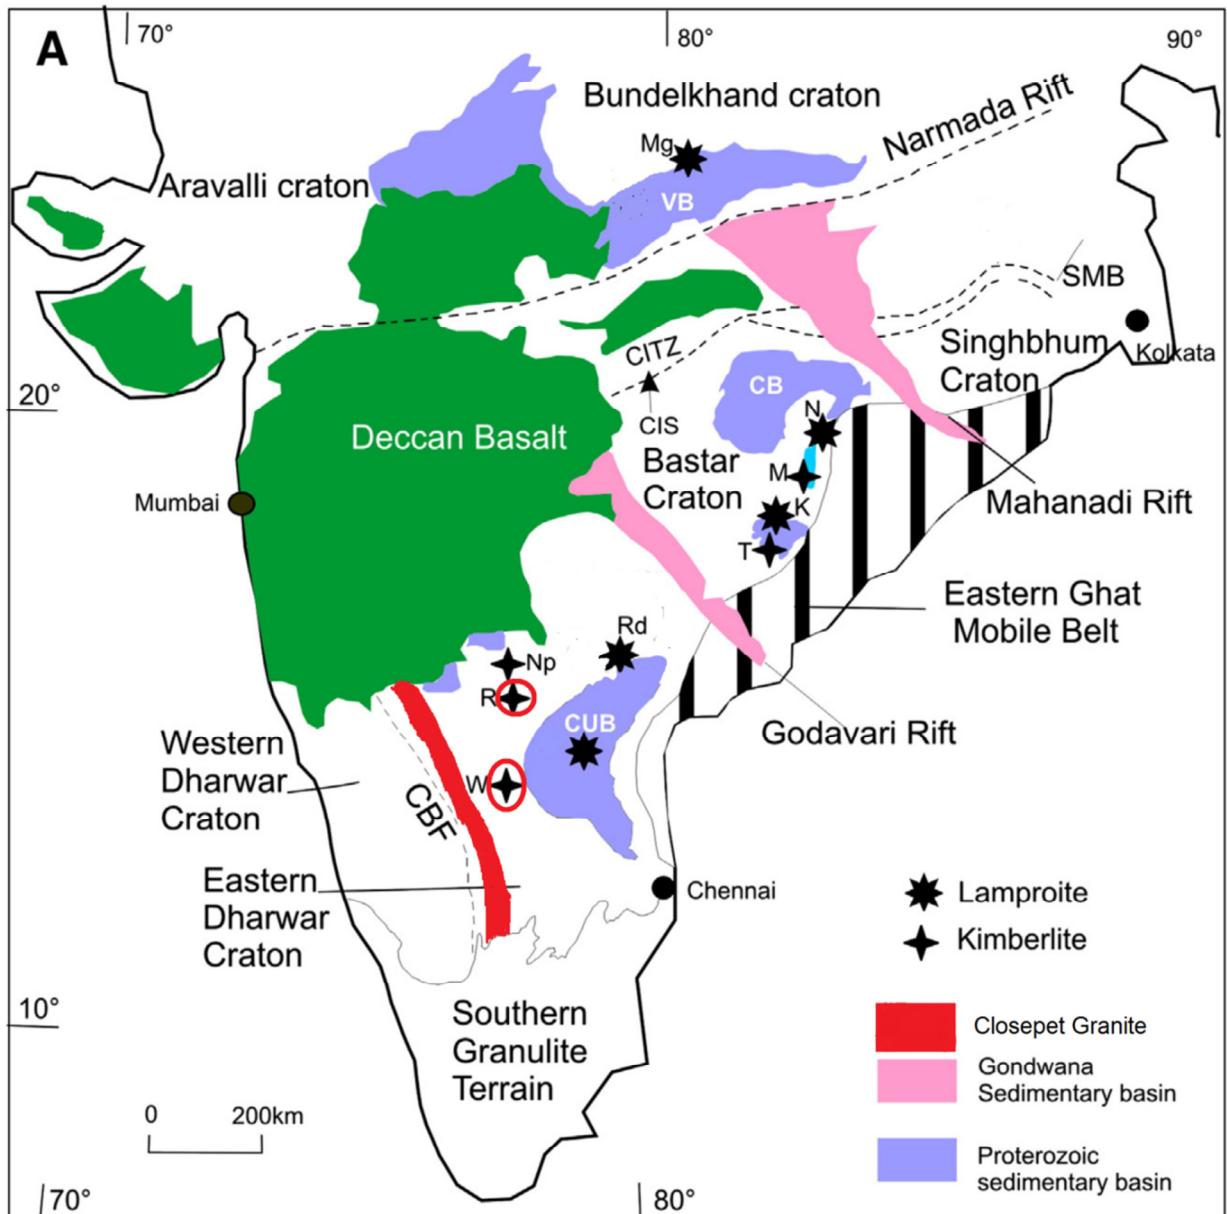 A
70°
80°
90°
Bundelkhand craton
Narmada Rift
Mg
Aravalli craton
VB
SMB
Singhbhum
Craton
Kolkata
CITZ
20°
CB
N
CIS
Deccan Basalt
Bastar
Craton
M
K
Mahanadi Rift
Mumbai
T
Eastern Ghat
Mobile Belt
Rd
Np
R
CUB
Godavari Rift
Western
Dharwar
Craton
W
CBF
Eastern
Dharwar
Craton
Chennai
Lamproite
Kimberlite
10°
Southern
Granulite
Terrain
Closepet Granite
Gondwana
Sedimentary basin
0
200km
Proterozoic
sedimentary basin
70°
80°